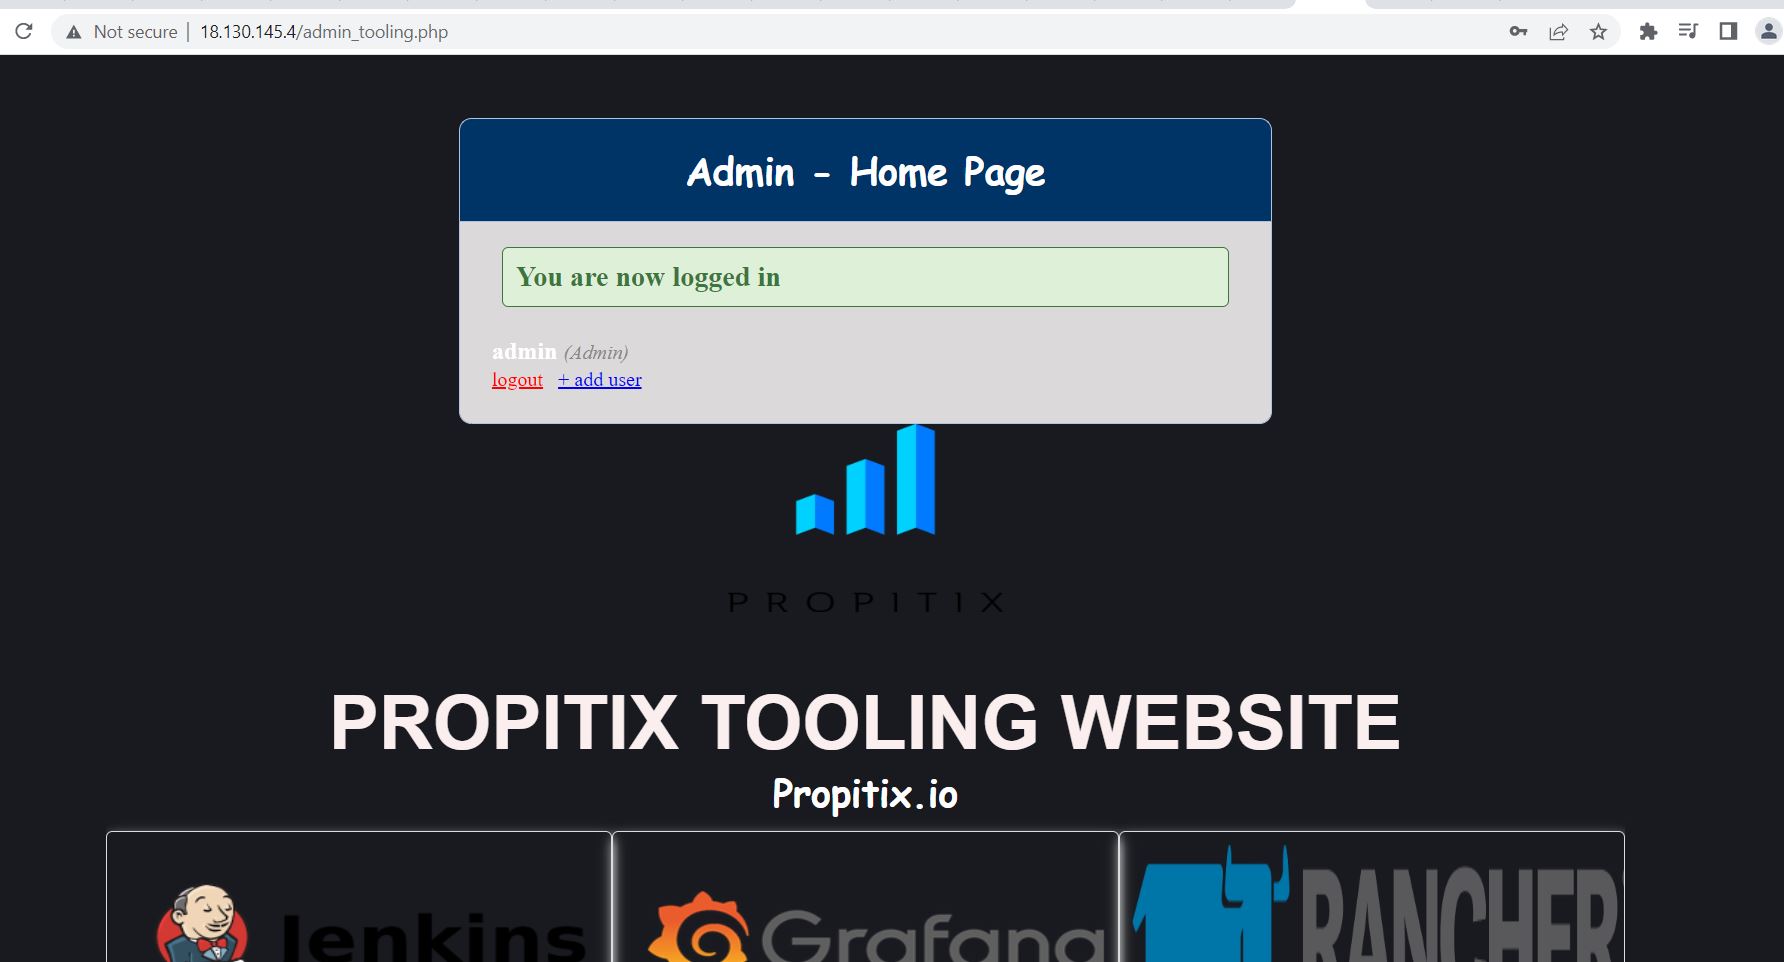 Not secure | 18.130.145.4/admin_tooling.php
Admin - Home Page
You are now logged in
admin (Admin)
logout + add user
PROPITIX
PROPITIX TOOLING WEBSITE
Propitix.io
Jenkins
Grafana
RANCHER